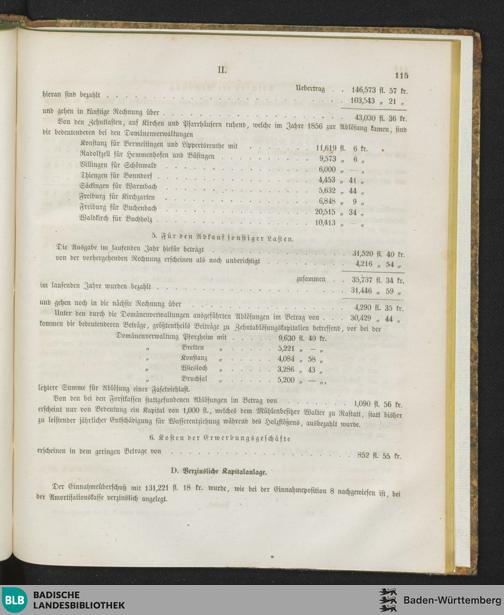 II.
115
Uebertrag . . 146,573 fl. 57 kr.
hieran sind bezahlt . . . 103,543 „ 21 „
und gehen in künftige Rechnung über . . . 43,030 fl. 36 kr.
Von den Zehntlasten, auf Kirchen und Pfarrhäusern ruhend, welche im Jahre 1856 zur Ablösung kamen, sind
die bedeutenderen bei den Domänenverwaltungen
Konstanz für Bermettingen und Lippertsreuthe mit . . . 11,619 fl. 6 kr.
Radolfzell für Hemmenhofen und Büsingen . . . 9,573 „ 6 „
Villingen für Schönwald . . . 6,000 „ — „
Thiengen für Bonndorf . . . 4,453 „ 41 „
Säckingen für Warmbach . . . 5,632 „ 44 „
Freiburg für Kirchgarten . . . 6,848 „ 9 „
Freiburg für Buchenbach . . . 20,515 „ 34 „
Waldkirch für Buchholz . . . 10,413 „ „
5. Für den Abkauf sonstiger Lasten.
Die Ausgabe im laufenden Jahr hiefür beträgt . . . 31,520 fl. 40 kr.
von der vorhergehenden Rechnung erscheinen als noch unberichtigt . . . 4,216 „ 54 „
zusammen . . 35,737 fl. 34 kr.
im laufenden Jahre wurden bezahlt . . . 31,446 „ 59 „
und gehen noch in die nächste Rechnung über . . . 4,290 fl. 35 kr.
Unter den durch die Domänenverwaltungen ausgeführten Ablösungen im Betrag von . . . 30,429 „ 44 „
kommen die bedeutenderen Beträge, größtentheils Beiträge zu Zehntablösungskapitalien betreffend, vor bei der
Domänenverwaltung Pforzheim mit . . . 9,630 fl. 40 kr.
„ Bretten „ . . . 5,221 „ — „
„ Konstanz „ . . . 4,084 „ 58 „
„ Wiesloch „ . . . 3,286 „ 43 „
„ Bruchsal „ . . . 5,200 „ — „,
letztere Summe für Ablösung einer Faselviehlast.
Von den bei den Forstkassen stattgefundenen Ablösungen im Betrag von . . . 1,090 fl. 56 kr.
erscheint nur von Bedeutung ein Kapital von 1,000 fl., welches dem Mühlenbesitzer Walter zu Rastatt, statt bisher
zu leistender jährlicher Entschädigung für Wasserentziehung während des Holzflößens, ausbezahlt wurde.
6. Kosten der Erwerbungsgeschäfte
erscheinen in dem geringen Betrage von . . . 852 fl. 55 kr.
D. Verzinsliche Kapitalanlage.
Der Einnahmeüberschuß mit 131,221 fl. 18 kr. wurde, wie bei der Einnahmeposition 8 nachgewiesen ist, bei
der Amortisationskasse verzinslich angelegt.
BLB BADISCHE
LANDESBIBLIOTHEK
Baden-Württemberg